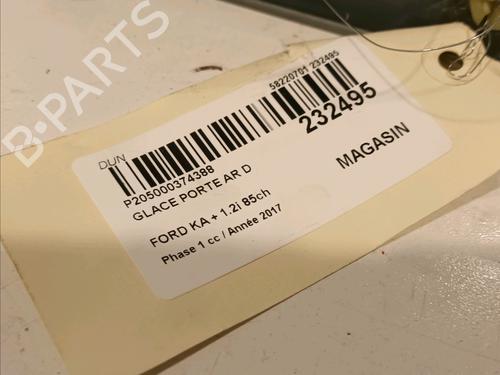 B-PARTS
58220701 232495
DUN
232495
P205000374388
GLACE PORTE AR D
MAGASIN
FORD KA + 1.2i 85ch
Phase 1 cc / Année 2017